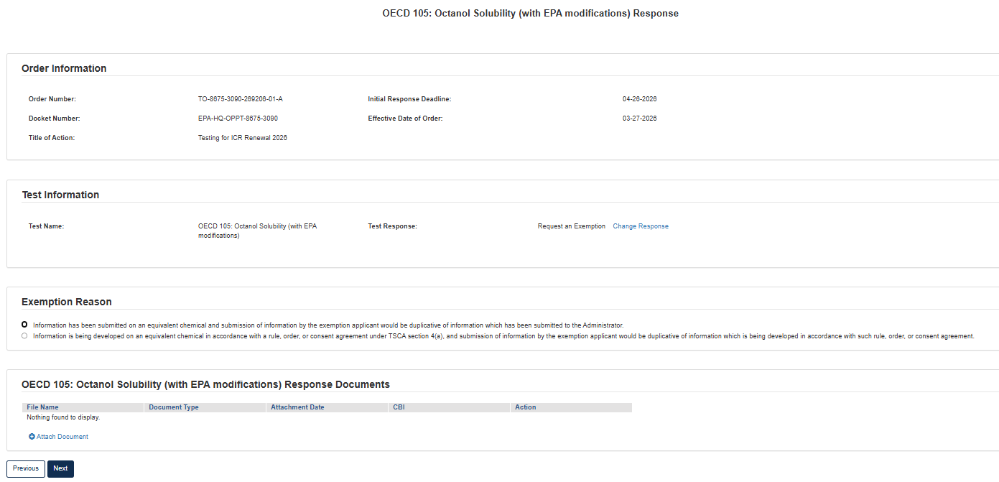 OECD 105: Octanol Solubility (with EPA modifications) Response
Order Information
Order Number: TO-8675-3090-269206-01-A Initial Response Deadline: 04-26-2026
Docket Number: EPA-HQ-OPPT-8675-3090 Effective Date of Order: 03-27-2026
Title of Action: Testing for ICR Renewal 2026
Test Information
Test Name: OECD 105: Octanol Solubility (with EPA modifications) Test Response: Request an Exemption Change Response
Exemption Reason
Information has been submitted on an equivalent chemical and submission of information by the exemption applicant would be duplicative of information which has been submitted to the Administrator.
Information is being developed on an equivalent chemical in accordance with a rule, order, or consent agreement under TSCA section 4(a), and submission of information by the exemption applicant would be duplicative of information which is being developed in accordance with such rule, order, or consent agreement.
OECD 105: Octanol Solubility (with EPA modifications) Response Documents
File Name Document Type Attachment Date CBI Action
Nothing found to display.
Attach Document
Previous Next